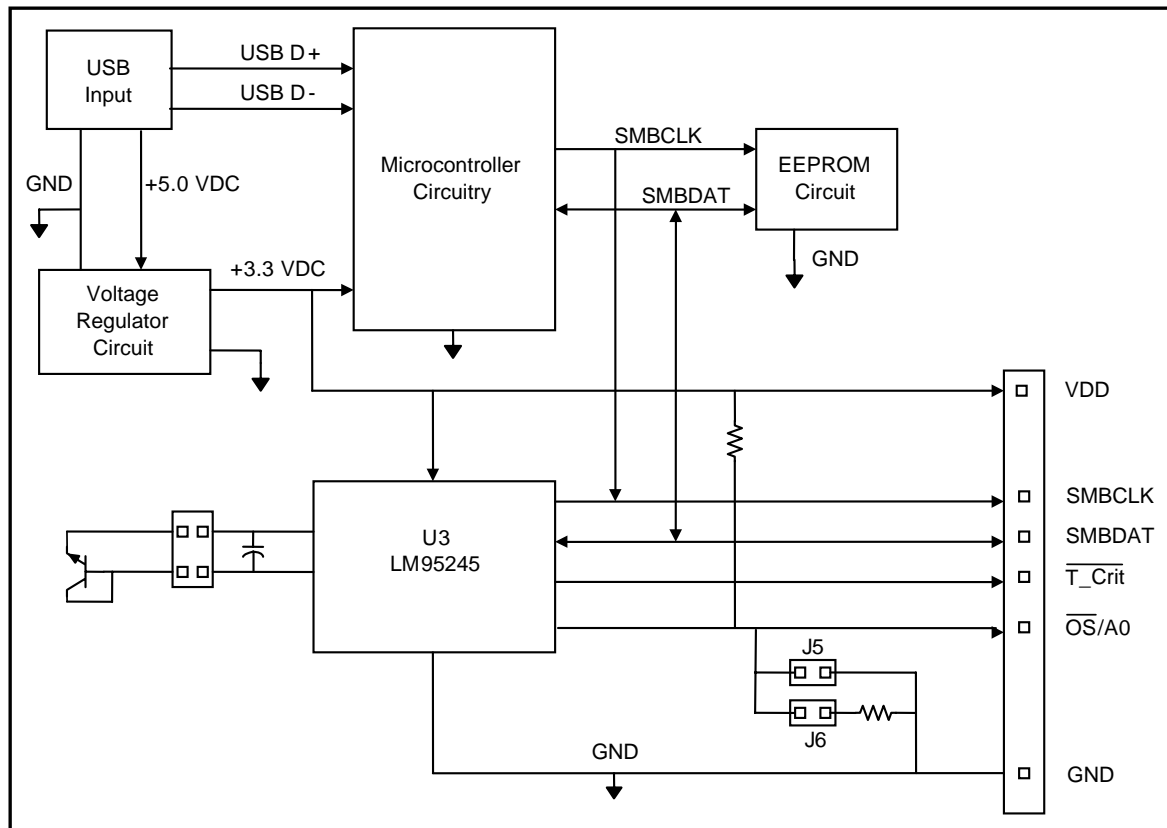 USB
Input
USB D+
USB D-
GND
+5.0 VDC
Voltage
Regulator
Circuit
+3.3 VDC
Microcontroller
Circuitry
SMBCLK
SMBDAT
EEPROM
Circuit
GND
U3
LM95245
J5
J6
GND
VDD
SMBCLK
SMBDAT
T_Crit
OS/A0
GND